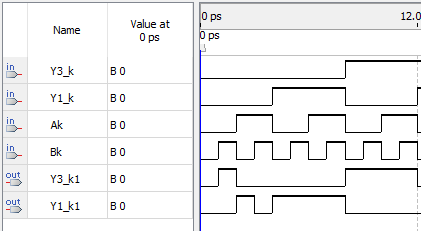 Name
Value at
0 ps
0 ps
12.0
0 ps
in Y3_k B 0
in Y1_k B 0
in Ak B 0
in Bk B 0
out Y3_k1 B 0
out Y1_k1 B 0